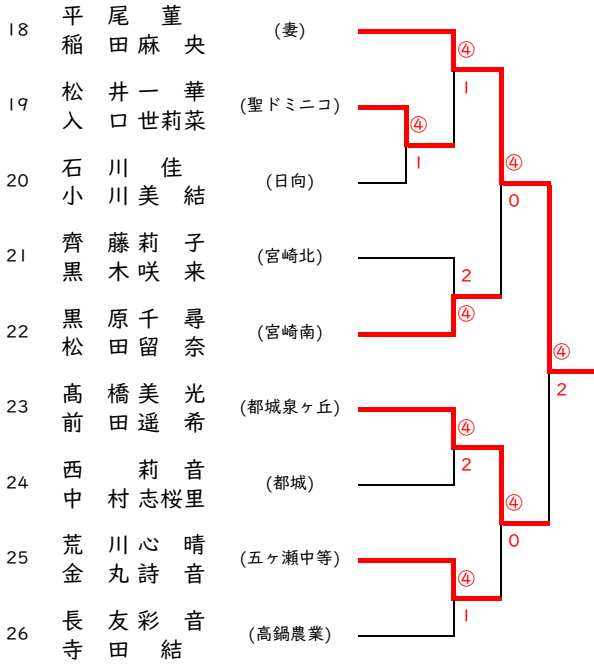 18 平尾 菫 (妻)
稲田 麻央
④
1
19 松井 一華 (聖ドミニコ)
入口 世莉菜
④
1
④
0
20 石川 佳 (日向)
小川 美結
21 齊藤 莉子 (宮崎北)
黒木 咲来
2
④
22 黒原 千尋 (宮崎南)
松田 留奈
④
2
23 髙橋 美光 (都城泉ヶ丘)
前田 遥希
④
2
24 西 莉音 (都城)
中村 志桜里
④
0
25 荒川 心晴 (五ヶ瀬中等)
金丸 詩音
④
1
26 長友 彩音 (高鍋農業)
寺田 結